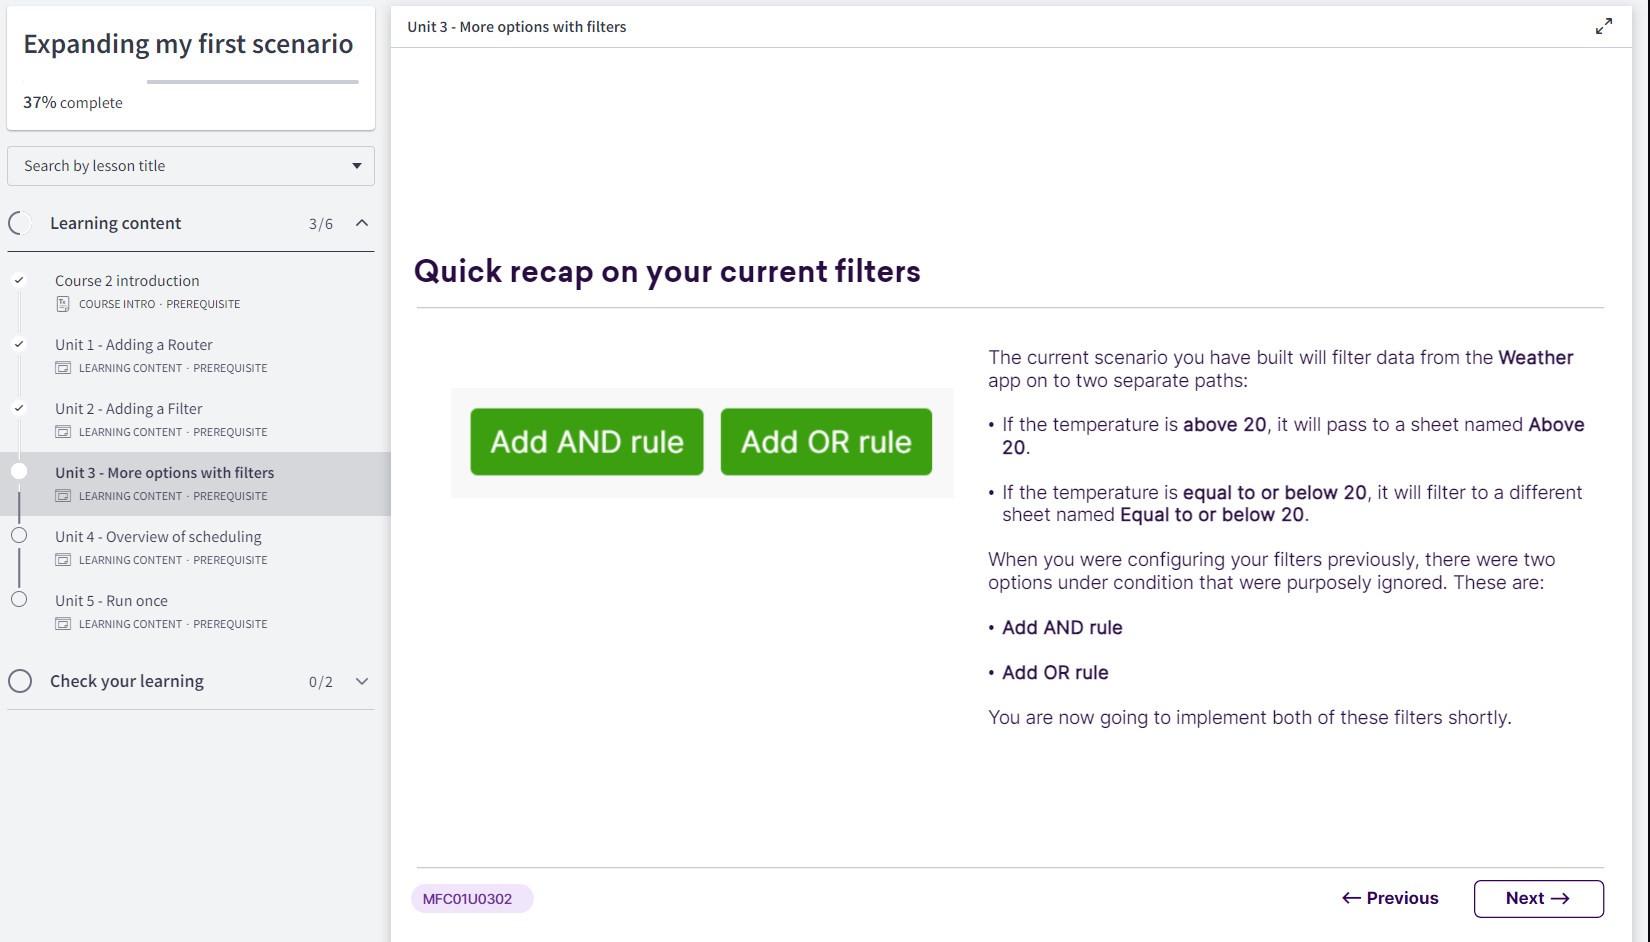 Expanding my first scenario
37% complete
Search by lesson title
Learning content 3/6
Course 2 introduction
COURSE INTRO · PREREQUISITE
Unit 1 - Adding a Router
LEARNING CONTENT · PREREQUISITE
Unit 2 - Adding a Filter
LEARNING CONTENT · PREREQUISITE
Unit 3 - More options with filters
LEARNING CONTENT · PREREQUISITE
Unit 4 - Overview of scheduling
LEARNING CONTENT · PREREQUISITE
Unit 5 - Run once
LEARNING CONTENT · PREREQUISITE
Check your learning 0/2
Unit 3 - More options with filters
Quick recap on your current filters
Add AND rule Add OR rule
The current scenario you have built will filter data from the Weather
app on to two separate paths:
• If the temperature is above 20, it will pass to a sheet named Above
20.
• If the temperature is equal to or below 20, it will filter to a different
sheet named Equal to or below 20.
When you were configuring your filters previously, there were two
options under condition that were purposely ignored. These are:
• Add AND rule
• Add OR rule
You are now going to implement both of these filters shortly.
MFC01U0302
← Previous Next →